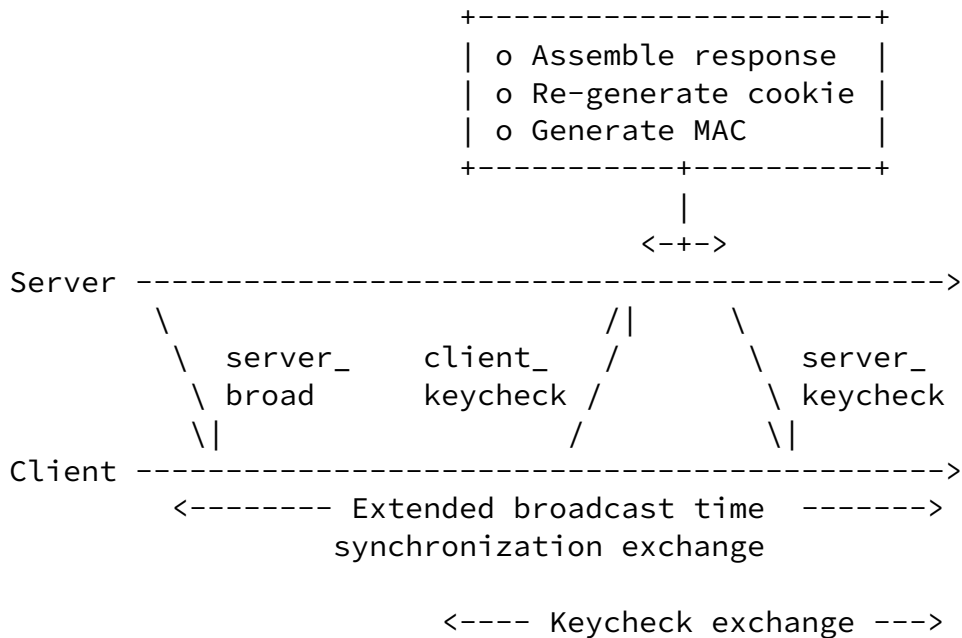 o Assemble response
o Re-generate cookie
o Generate MAC
Server
server_ client_ server_
broad keycheck keycheck
Client
Extended broadcast time
synchronization exchange
Keycheck exchange